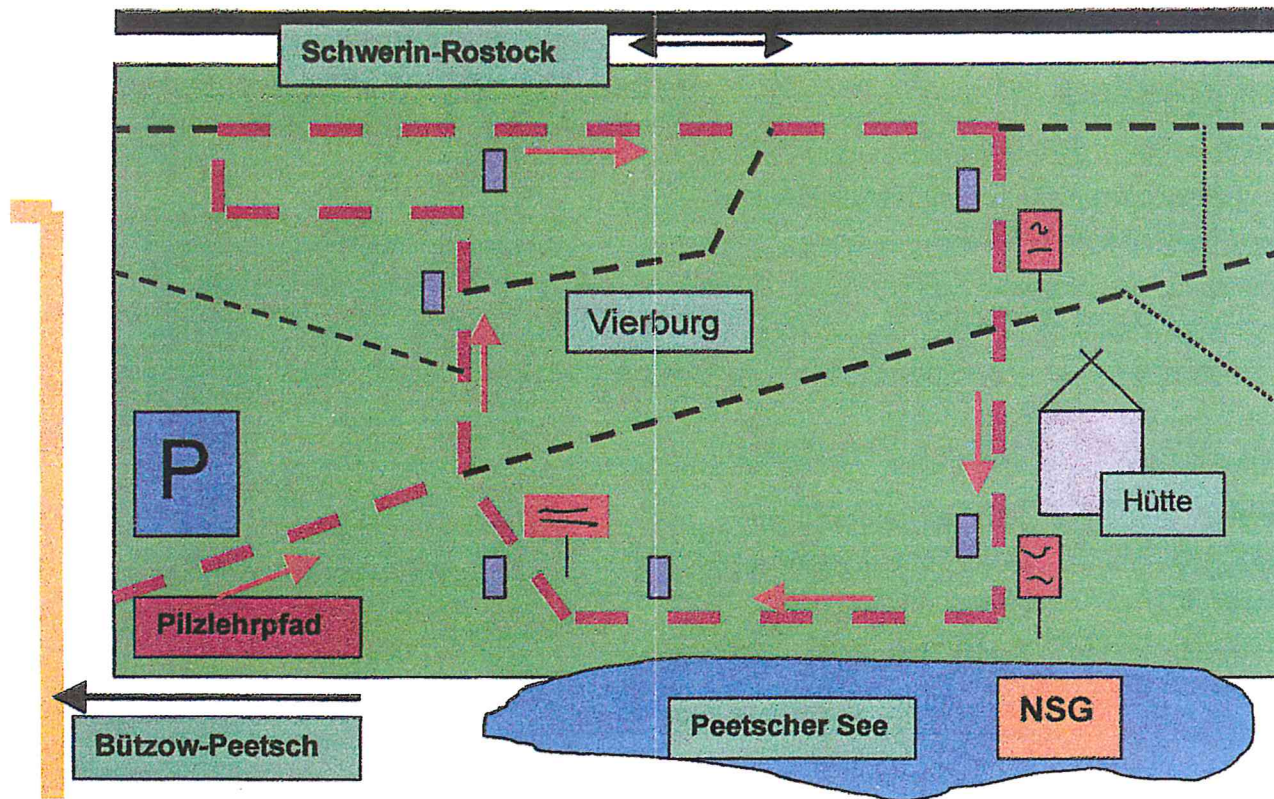 Schwerin-Rostock
Vierburg
P
Hütte
Pilzlehrpfad
Peetscher See
NSG
Bützow-Peetsch